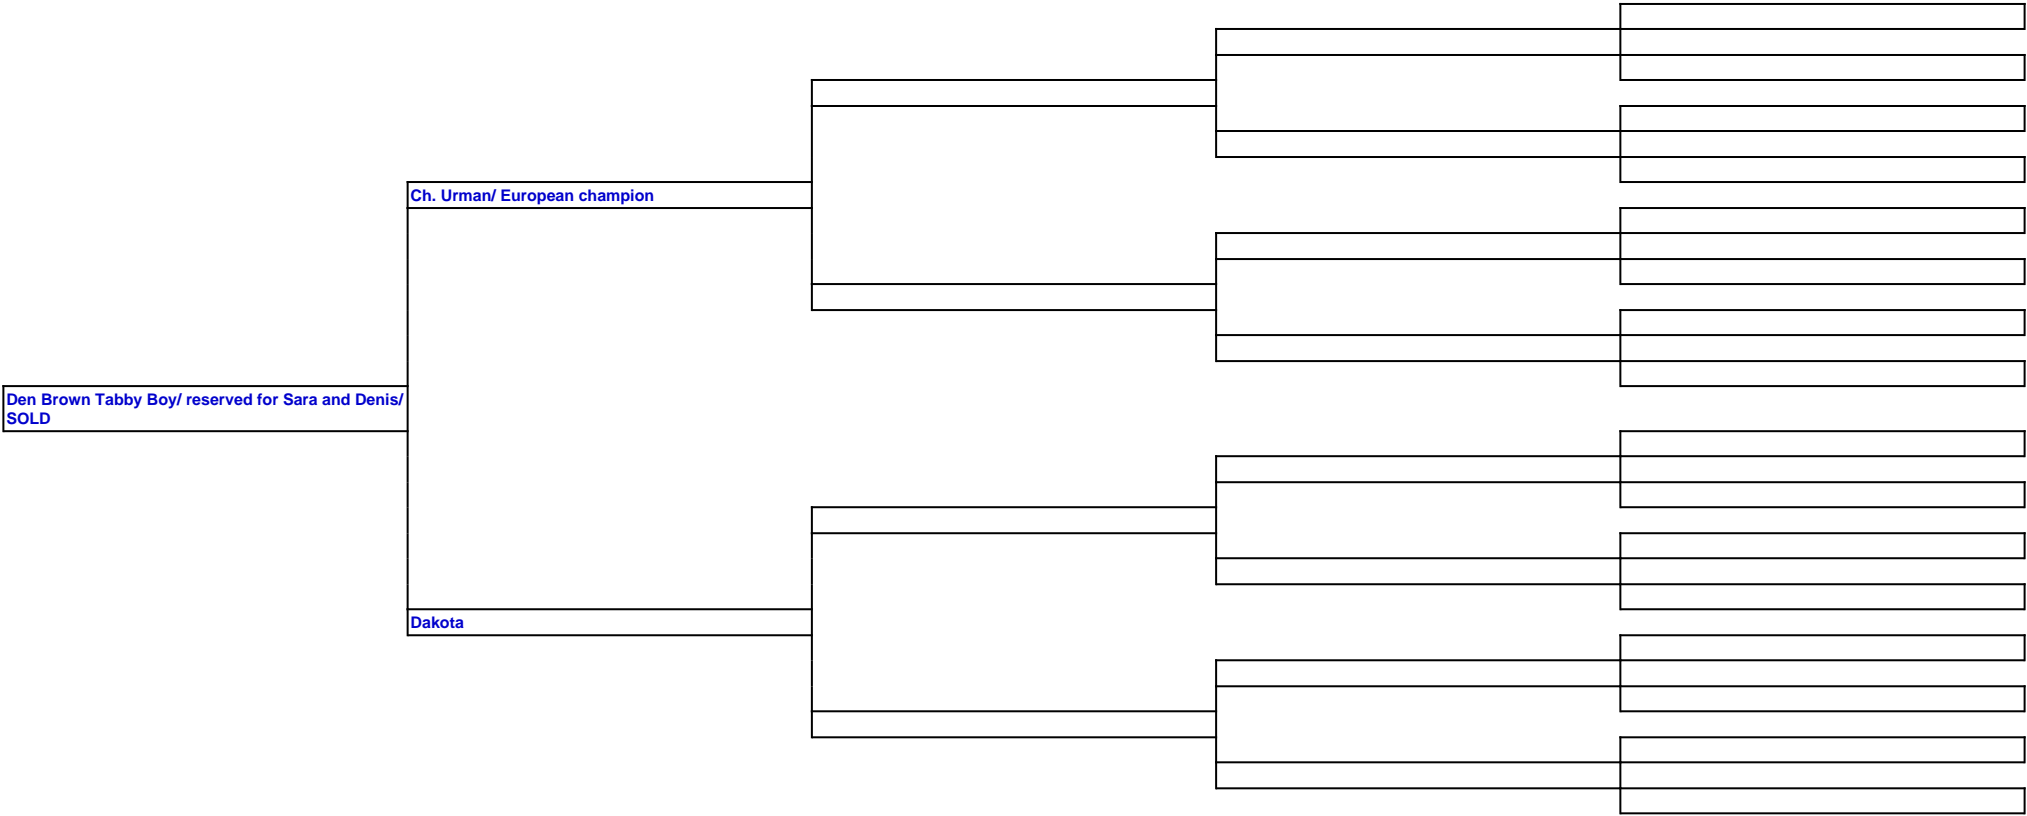 Ch. Urman/ European champion
Den Brown Tabby Boy/ reserved for Sara and Denis/
SOLD
Dakota